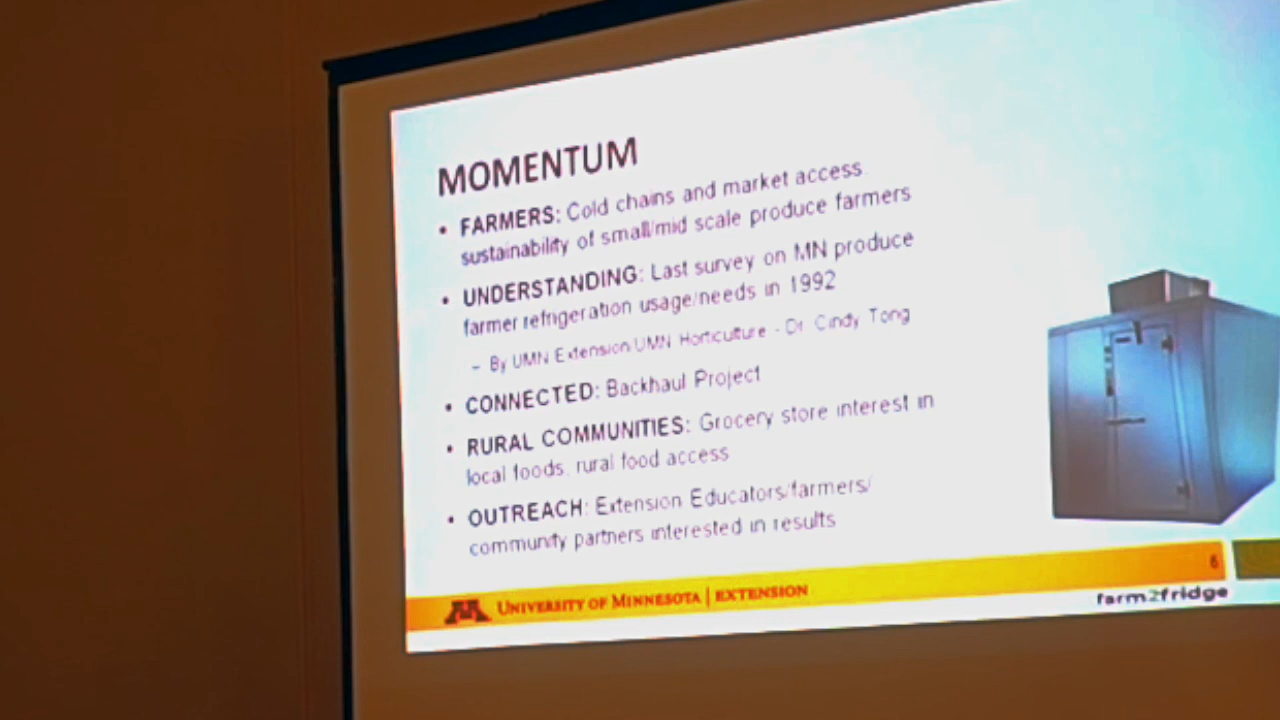 MOMENTUM
• FARMERS: Cold chains and market access,
sustainability of small/mid scale produce farmers
• UNDERSTANDING: Last survey on MN produce
farmer refrigeration usage/needs in 1992
– By UMN Extension/UMN Horticulture - Dr. Cindy Tong
• CONNECTED: Backhaul Project
• RURAL COMMUNITIES: Grocery store interest in
local foods, rural food access
• OUTREACH: Extension Educators/farmers/
community partners interested in results
6
M UNIVERSITY OF MINNESOTA | EXTENSION
farm2fridge